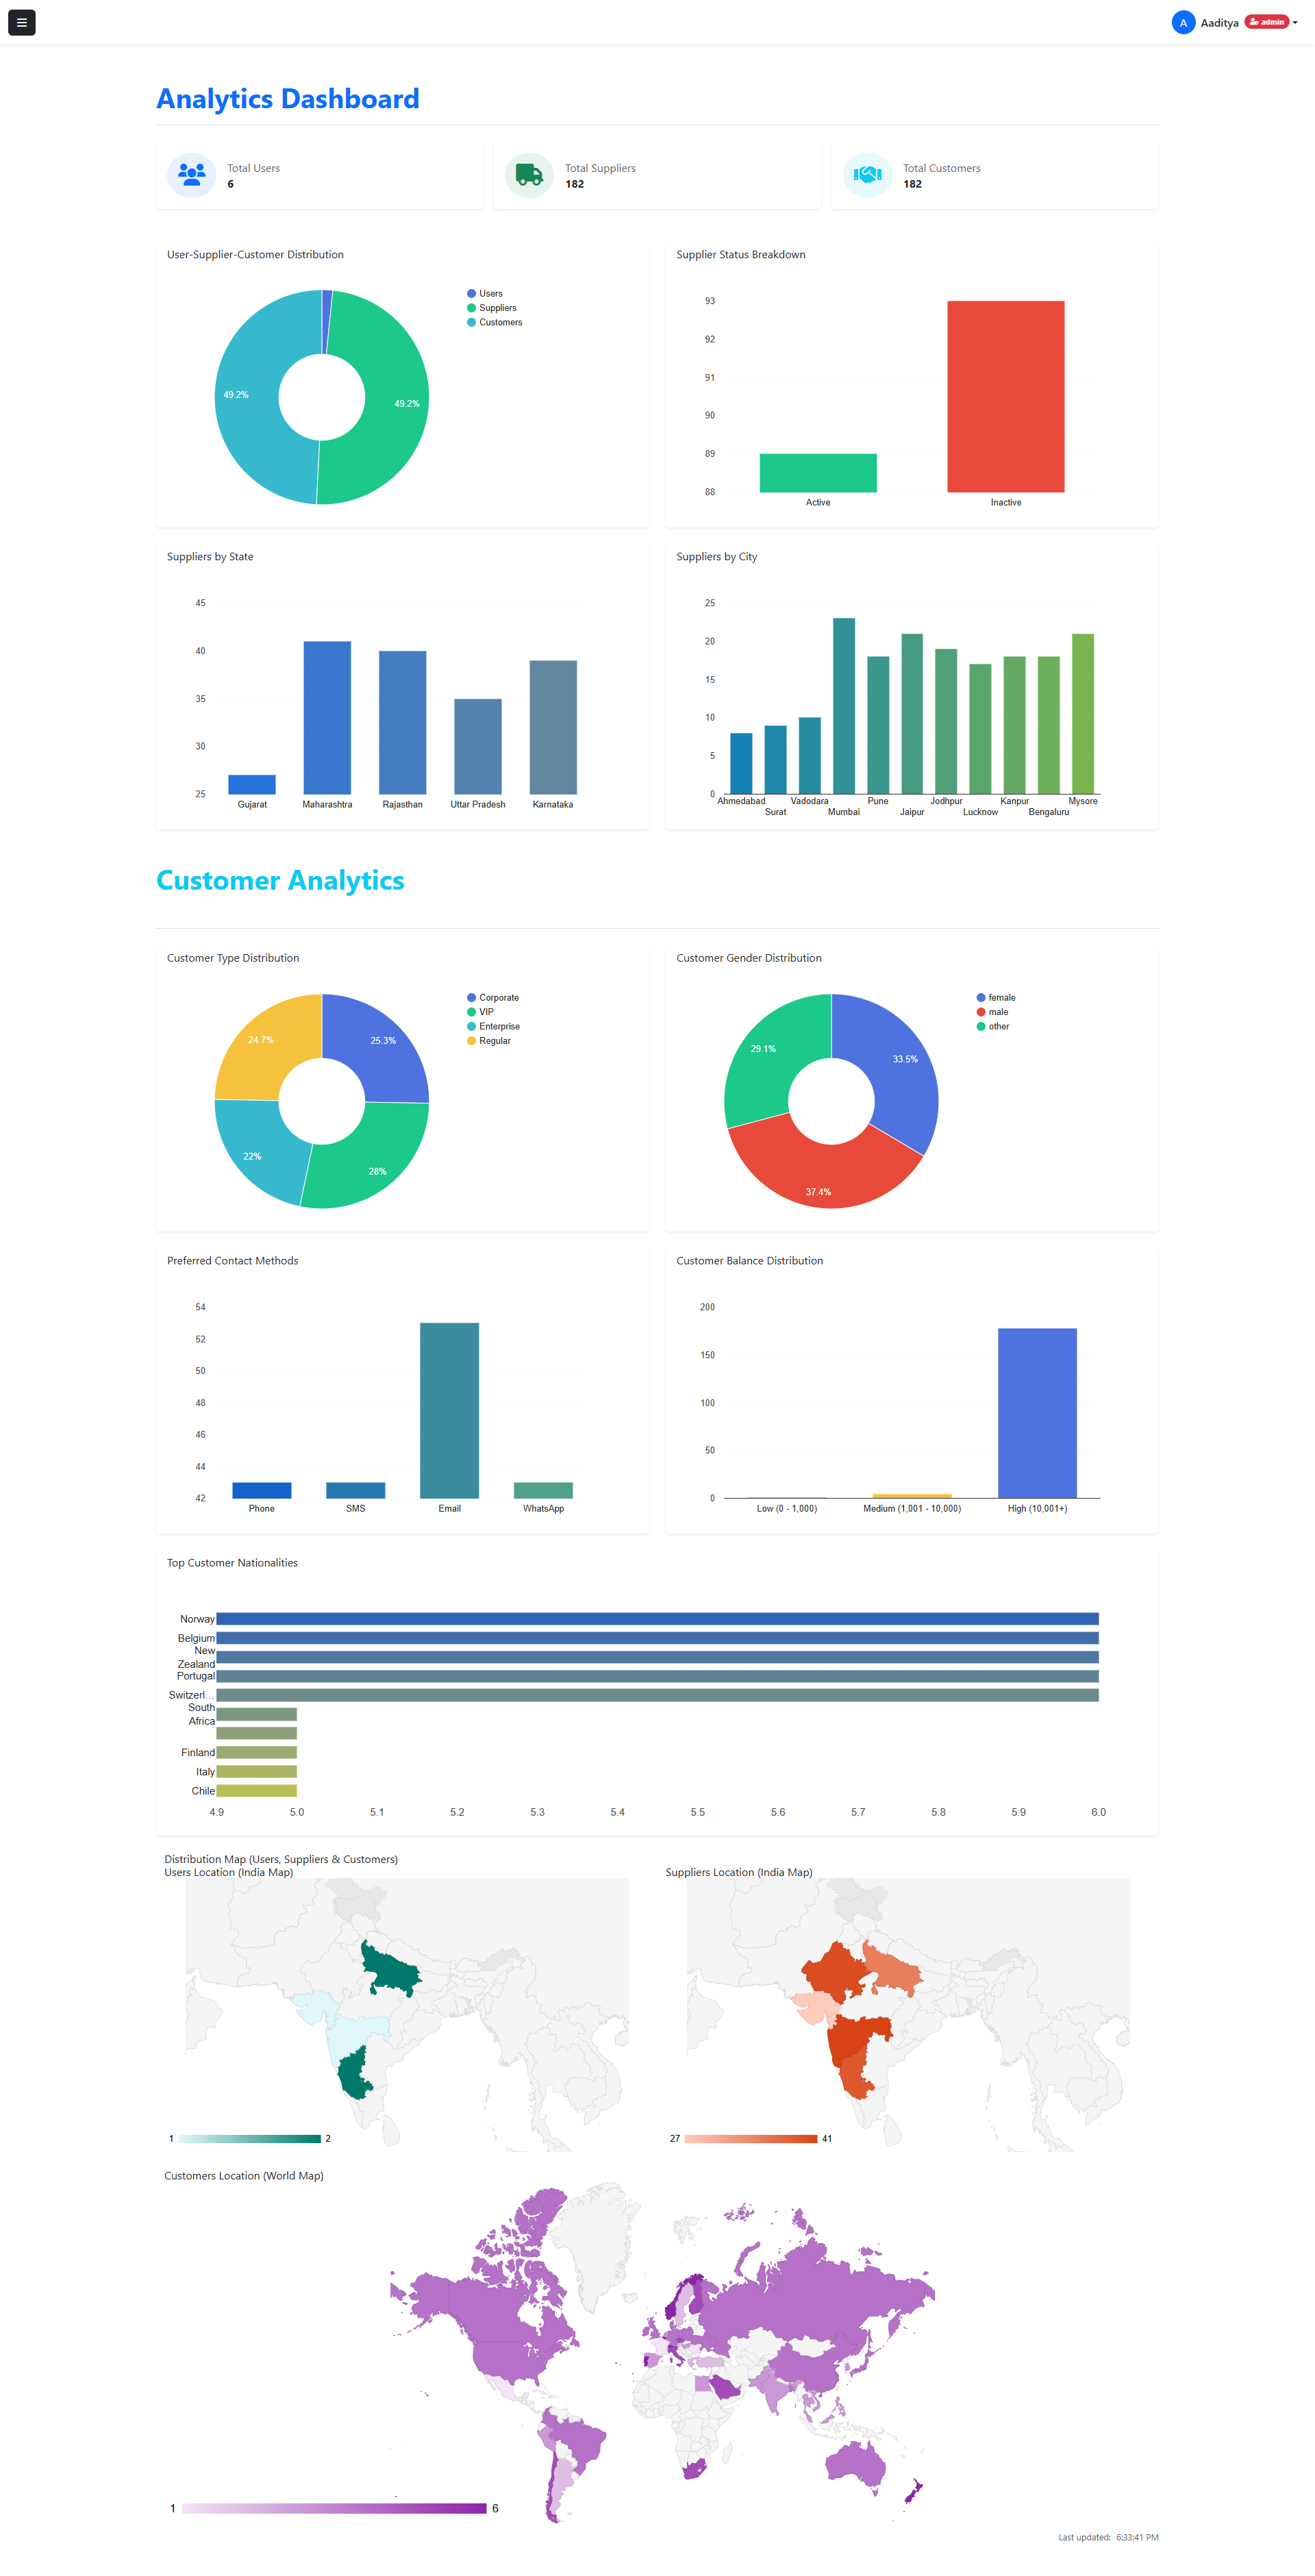 A Aaditya admin
Analytics Dashboard
Total Users
6
Total Suppliers
182
Total Customers
182
User-Supplier-Customer Distribution
Users
Suppliers
Customers
49.2%
49.2%
Supplier Status Breakdown
93
92
91
90
89
88
Active Inactive
Suppliers by State
45
40
35
30
25
Gujarat Maharashtra Rajasthan Uttar Pradesh Karnataka
Suppliers by City
25
20
15
10
5
0
Ahmedabad Vadodara Pune Jodhpur Kanpur Mysore
Surat Mumbai Jaipur Lucknow Bengaluru
Customer Analytics
Customer Type Distribution
Corporate
VIP
Enterprise
Regular
24.7% 25.3%
22% 28%
Customer Gender Distribution
female
male
other
29.1% 33.5%
37.4%
Preferred Contact Methods
54
52
50
48
46
44
42
Phone SMS Email WhatsApp
Customer Balance Distribution
200
150
100
50
0
Low (0 - 1,000) Medium (1,001 - 10,000) High (10,001+)
Top Customer Nationalities
Norway
Belgium
New
Zealand
Portugal
Switzerl...
South
Africa
Finland
Italy
Chile
4.9 5.0 5.1 5.2 5.3 5.4 5.5 5.6 5.7 5.8 5.9 6.0
Distribution Map (Users, Suppliers & Customers)
Users Location (India Map)
1 2
Suppliers Location (India Map)
27 41
Customers Location (World Map)
1 6
Last updated: 6:33:41 PM